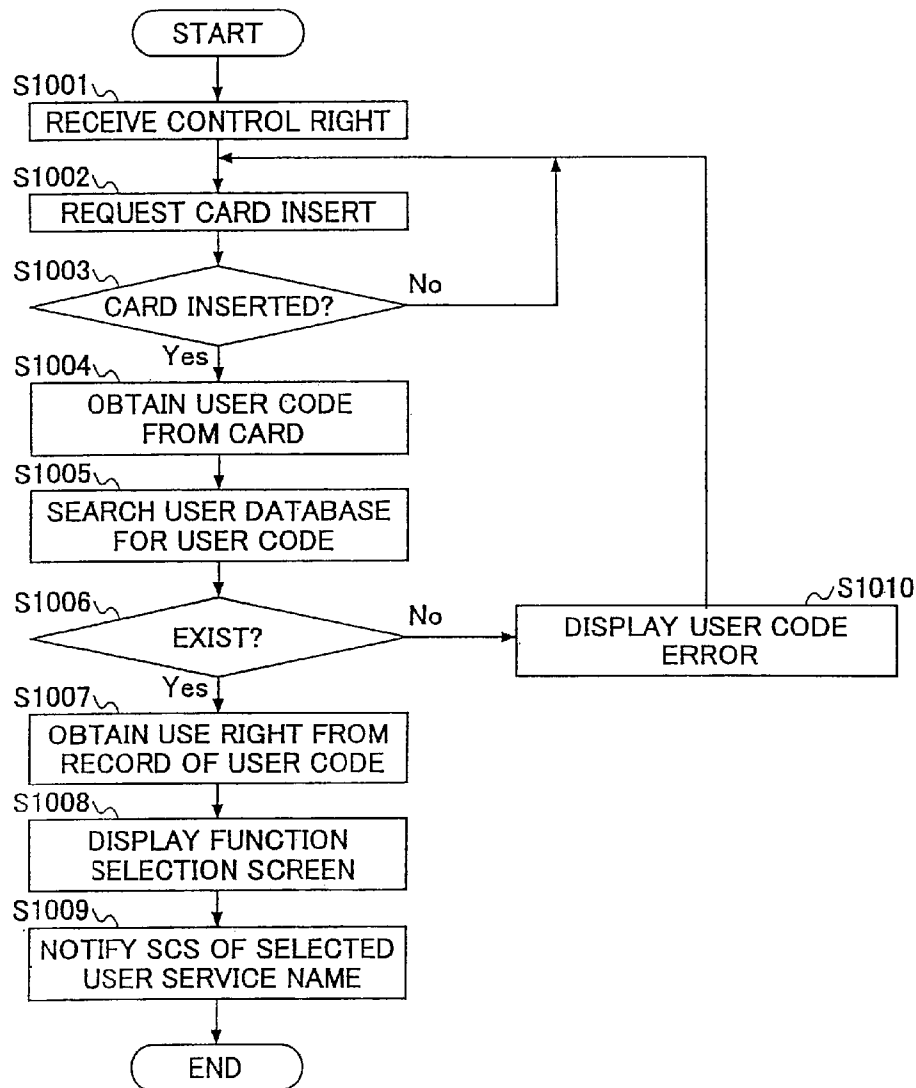 START
S1001
RECEIVE CONTROL RIGHT
S1002
REQUEST CARD INSERT
S1003
CARD INSERTED?
No
Yes
S1004
OBTAIN USER CODE
FROM CARD
S1005
SEARCH USER DATABASE
FOR USER CODE
S1006
EXIST?
No
S1010
DISPLAY USER CODE
ERROR
Yes
S1007
OBTAIN USE RIGHT FROM
RECORD OF USER CODE
S1008
DISPLAY FUNCTION
SELECTION SCREEN
S1009
NOTIFY SCS OF SELECTED
USER SERVICE NAME
END